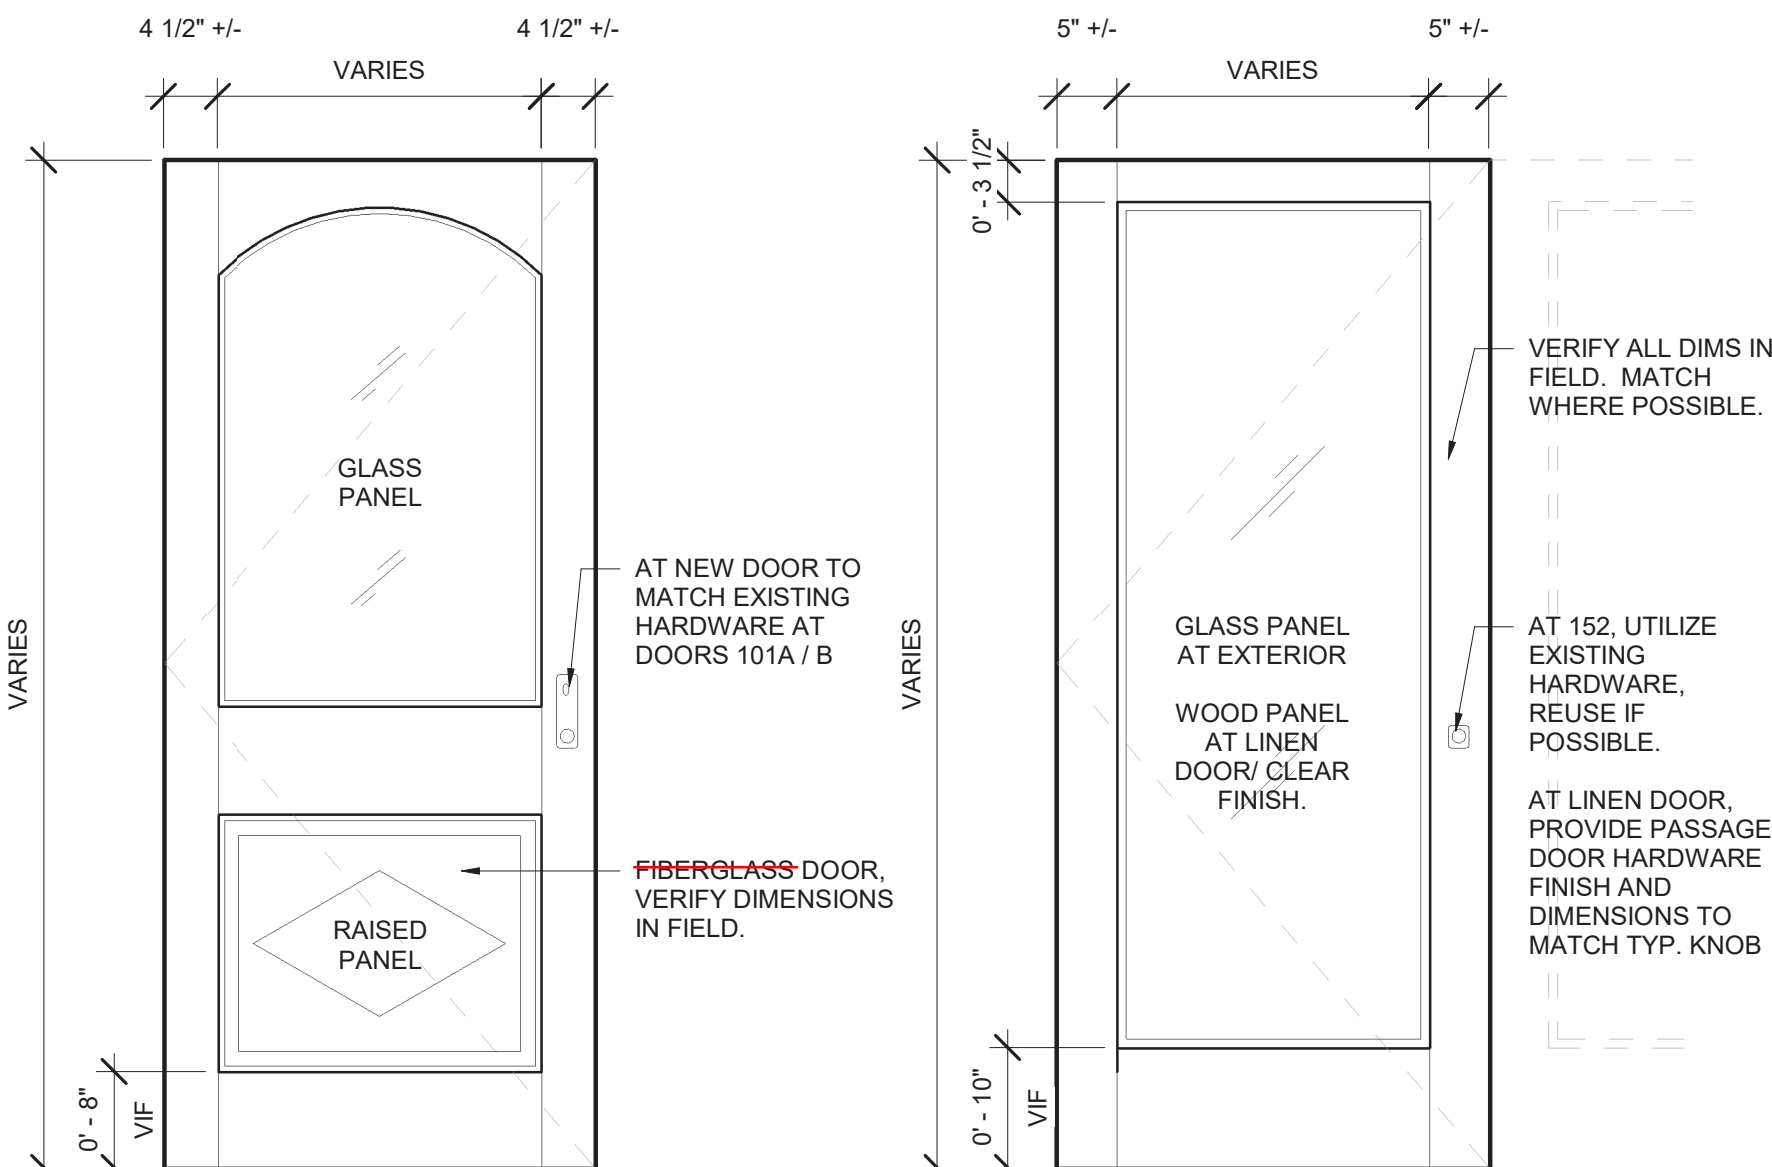 4 1/2" +/-
4 1/2" +/-
VARIES
VARIES
GLASS
PANEL
AT NEW DOOR TO
MATCH EXISTING
HARDWARE AT
DOORS 101A / B
FIBERGLASS DOOR,
VERIFY DIMENSIONS
IN FIELD.
RAISED
PANEL
0' - 8"
VIF
5" +/-
5" +/-
VARIES
0' - 3 1/2"
VARIES
VERIFY ALL DIMS IN
FIELD. MATCH
WHERE POSSIBLE.
GLASS PANEL
AT EXTERIOR
WOOD PANEL
AT LINEN
DOOR/ CLEAR
FINISH.
AT 152, UTILIZE
EXISTING
HARDWARE,
REUSE IF
POSSIBLE.
AT LINEN DOOR,
PROVIDE PASSAGE
DOOR HARDWARE
FINISH AND
DIMENSIONS TO
MATCH TYP. KNOB
0' - 10"
VIF